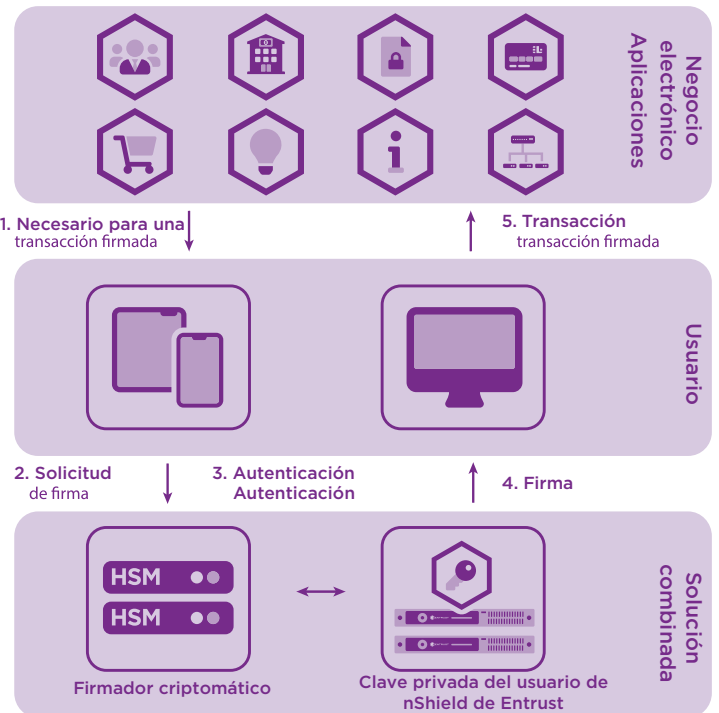 Negocio
electrónico
Aplicaciones
1. Necesario para una
transacción firmada
5. Transacción
transacción firmada
Usuario
2. Solicitud
de firma
3. Autenticación
Autenticación
4. Firma
HSM
HSM
Solución
combinada
Firmador criptomático
Clave privada del usuario de
nShield de Entrust